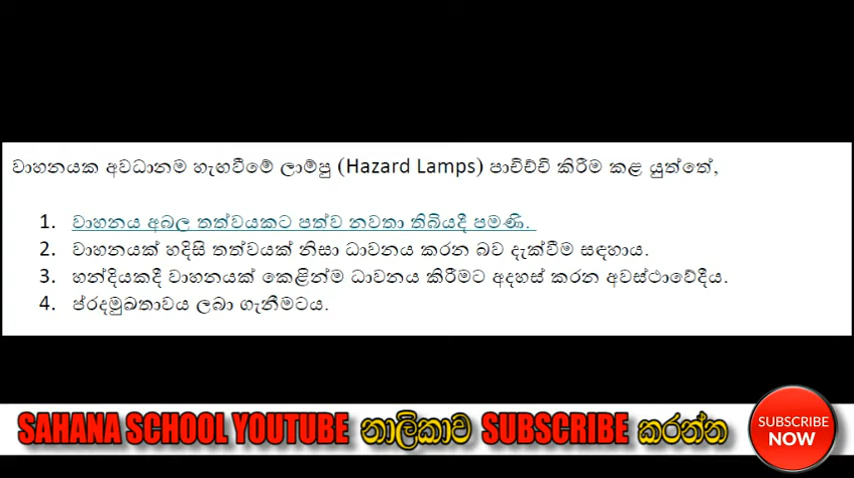 වාහනයක අවධානම හැඟවීමේ ලාම්පු (Hazard Lamps) පාච්ච්චි කිරීම කළ යුත්තේ,
1. වාහනය අබල තත්වයකට පත්ව නවතා තිබියදී පමණි.
2. වාහනයක් හදිසි තත්වයක් නිසා ධාවනය කරන බව දැක්වීම සඳහාය.
3. හන්දියකදී වාහනයක් කෙළින්ම ධාවනය කිරීමට අදහස් කරන අවස්ථාවේදීය.
4. ප්රදමුඛතාවය ලබා ගැනීමටය.
SAHANA SCHOOL YOUTUBE නාලිකාව SUBSCRIBE කරන්න
SUBSCRIBE
NOW